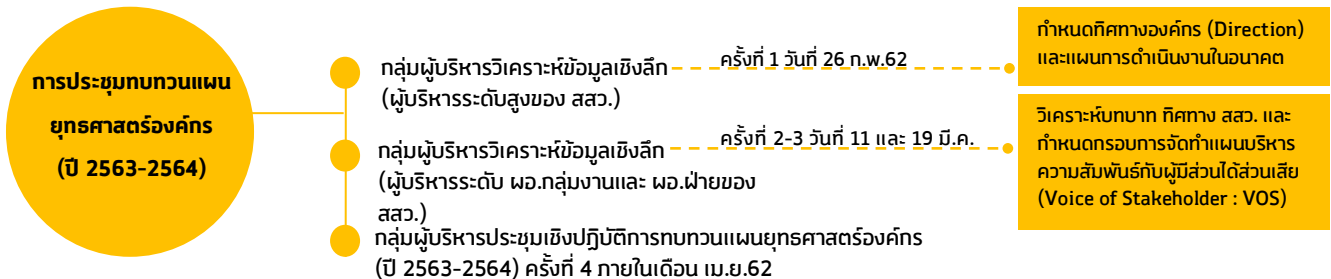 การประชุมทบทวนแผน
ยุทธศาสตร์องค์กร
(ปี 2563-2564)
กลุ่มผู้บริหารวิเคราะห์ข้อมูลเชิงลึก
(ผู้บริหารระดับสูงของ สสว.)
ครั้งที่ 1 วันที่ 26 ก.พ.62
กำหนดทิศทางองค์กร (Direction)
และแผนการดำเนินงานในอนาคต
กลุ่มผู้บริหารวิเคราะห์ข้อมูลเชิงลึก
(ผู้บริหารระดับ ผอ.กลุ่มงานและ ผอ.ฝ่ายของ
สสว.)
ครั้งที่ 2-3 วันที่ 11 และ 19 มี.ค.
วิเคราะห์บทบาท ทิศทาง สสว. และ
กำหนดกรอบการจัดทำแผนบริหาร
ความสัมพันธ์กับผู้มีส่วนได้ส่วนเสีย
(Voice of Stakeholder : VOS)
กลุ่มผู้บริหารประชุมเชิงปฏิบัติการทบทวนแผนยุทธศาสตร์องค์กร
(ปี 2563-2564) ครั้งที่ 4 ภายในเดือน เม.ย.62